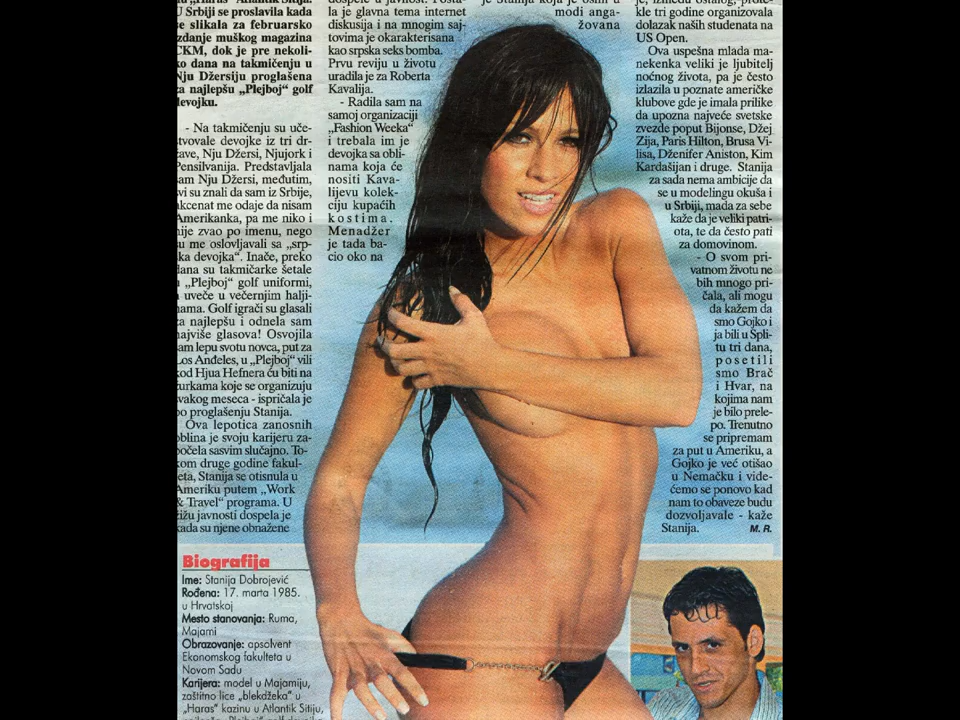 U Srbiji se proslavila kada
je slikala za februarsko
izdanje muškog magazina
CKM, dok je pre nekoli-
ko dana na takmičenju u
Nju Džersiju proglašena
za najlepšu „Plejboj“ golf
devojku.
- Na takmičenju su uče-
stvovale devojke iz tri dr-
žave, Nju Džersi, Njujork i
Pensilvanija. Predstavljala
sam Nju Džersi, međutim,
svi su znali da sam iz Srbije,
akcenat me odaje da nisam
Amerikanka, pa me niko i
nije zvao po imenu, nego
su me oslovljavali sa „srp-
ska devojka“. Inače, preko
dana su takmičarke šetale
u „Plejboj“ golf uniformi,
a uveče u večernjim halji-
nama. Golf igrači su glasali
za najlepšu i odnela sam
najviše glasova! Osvojila
sam lepu svotu novca, put za
Los Anđeles, u „Plejboj“ vili
kod Hjua Hefnera ću biti na
žurkama koje se organizuju
svakog meseca - ispričala je
po proglašenju Stanija.
Ova lepotica zanosnih
oblina je svoju karijeru za-
počela sasvim slučajno. To-
kom druge godine fakul-
teta, Stanija se otisnula u
Ameriku putem „Work
& Travel“ programa. U
žižu javnosti dospela je
kada su njene obnažene
la je glavna tema internet
diskusija i na mnogim saj-
tovima je okarakterisana
kao srpska seks bomba.
Prvu reviju u životu
uradila je za Roberta
Kavalija.
- Radila sam na
samoj organizaciji
„Fashion Weeka“
i trebala im je
devojka sa obli-
nama koja će
nositi Kava-
lijevu kolek-
ciju kupaćih
kostima.
Menadžer
je tada ba-
cio oko na
je Stanija koja je osim u
modi anga-
žovana
kle tri godine organizovala
dolazak naših studenata na
US Open.
Ova uspešna mlada ma-
nekenka veliki je ljubitelj
noćnog života, pa je često
izlazila u poznate američke
klubove gde je imala prilike
da upozna najveće svetske
zvezde poput Bijonse, Džej
Zija, Paris Hilton, Brusa Vi-
lisa, Dženifer Aniston, Kim
Kardašijan i druge. Stanija
za sada nema ambicije da
se u modelingu okuša i
u Srbiji, mada za sebe
kaže da je veliki patri-
ota, te da često pati
za domovinom.
- O svom pri-
vatnom životu ne
bih mnogo pri-
čala, ali mogu
da kažem da
smo Gojko i
ja bili u Spli-
tu tri dana,
posetili
smo Brač
i Hvar, na
kojima nam
je bilo prele-
po. Trenutno
se pripremam
za put u Ameriku, a
Gojko je već otišao
u Nemačku i vide-
ćemo se ponovo kad
nam to obaveze budu
dozvoljavale - kaže
Stanija. M. R.
Biografija
Ime: Stanija Dobrojević
Rođena: 17. marta 1985.
u Hrvatskoj
Mesto stanovanja: Ruma,
Majami
Obrazovanje: apsolvent
Ekonomskog fakulteta u
Novom Sadu
Karijera: model u Majamiju,
zaštitno lice „blekdžeka“ u
„Haras“ kazinu u Atlantik Sitiju,